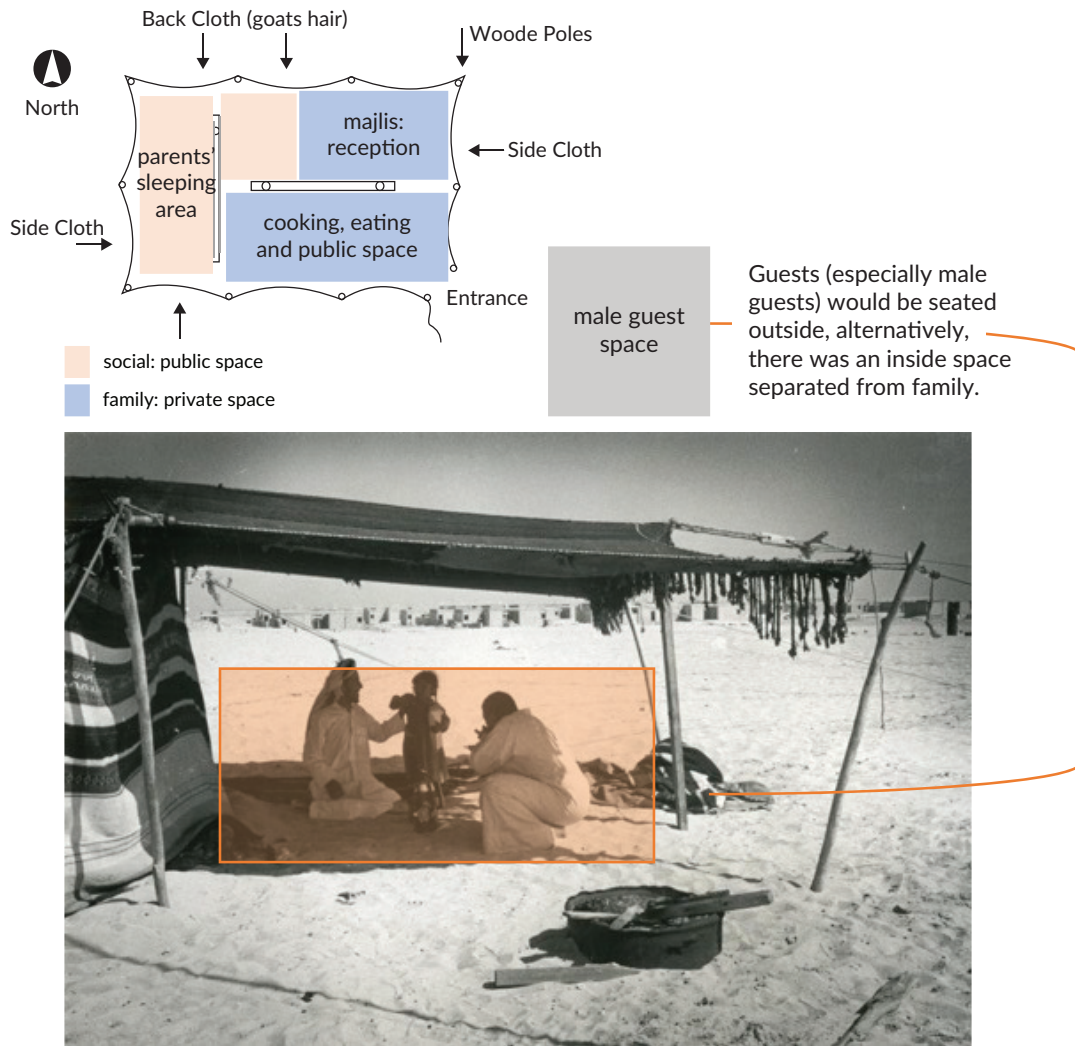 Back Cloth (goats hair)
Woode Poles
North
majlis:
reception
Side Cloth
parents'
sleeping
area
Side Cloth
cooking, eating
and public space
Entrance
male guest
space
Guests (especially male
guests) would be seated
outside, alternatively,
there was an inside space
separated from family.
social: public space
family: private space